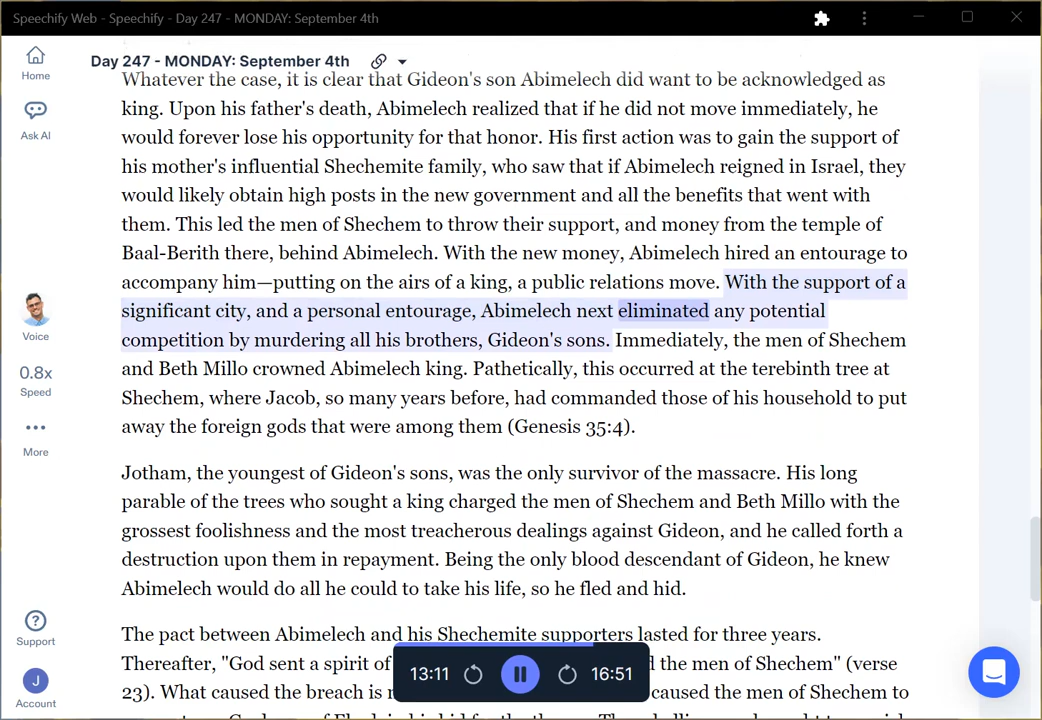 Speechify Web - Speechify - Day 247 - MONDAY: September 4th
Home
Ask AI
Voice
0.8x
Speed
More
Support
J
Account
Day 247 - MONDAY: September 4th
Whatever the case, it is clear that Gideon's son Abimelech did want to be acknowledged as
king. Upon his father's death, Abimelech realized that if he did not move immediately, he
would forever lose his opportunity for that honor. His first action was to gain the support of
his mother's influential Shechemite family, who saw that if Abimelech reigned in Israel, they
would likely obtain high posts in the new government and all the benefits that went with
them. This led the men of Shechem to throw their support, and money from the temple of
Baal-Berith there, behind Abimelech. With the new money, Abimelech hired an entourage to
accompany him—putting on the airs of a king, a public relations move. With the support of a
significant city, and a personal entourage, Abimelech next eliminated any potential
competition by murdering all his brothers, Gideon's sons. Immediately, the men of Shechem
and Beth Millo crowned Abimelech king. Pathetically, this occurred at the terebinth tree at
Shechem, where Jacob, so many years before, had commanded those of his household to put
away the foreign gods that were among them (Genesis 35:4).
Jotham, the youngest of Gideon's sons, was the only survivor of the massacre. His long
parable of the trees who sought a king charged the men of Shechem and Beth Millo with the
grossest foolishness and the most treacherous dealings against Gideon, and he called forth a
destruction upon them in repayment. Being the only blood descendant of Gideon, he knew
Abimelech would do all he could to take his life, so he fled and hid.
The pact between Abimelech and his Shechemite supporters lasted for three years.
Thereafter, "God sent a spirit of the men of Shechem" (verse
23). What caused the breach is caused the men of Shechem to
13:11
16:51